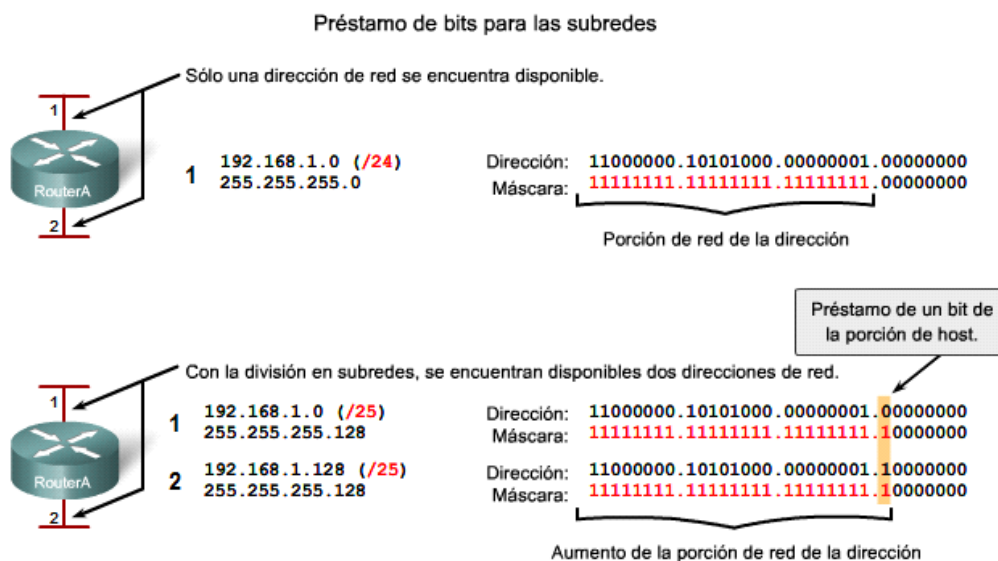 Préstamo de bits para las subredes
Sólo una dirección de red se encuentra disponible.
1
RouterA
2
1 192.168.1.0 (/24) Dirección: 11000000.10101000.00000001.00000000
255.255.255.0 Máscara: 11111111.11111111.11111111.00000000
Porción de red de la dirección
Préstamo de un bit de
la porción de host.
Con la división en subredes, se encuentran disponibles dos direcciones de red.
1
RouterA
2
1 192.168.1.0 (/25) Dirección: 11000000.10101000.00000001.00000000
255.255.255.128 Máscara: 11111111.11111111.11111111.10000000
2 192.168.1.128 (/25) Dirección: 11000000.10101000.00000001.10000000
255.255.255.128 Máscara: 11111111.11111111.11111111.10000000
Aumento de la porción de red de la dirección